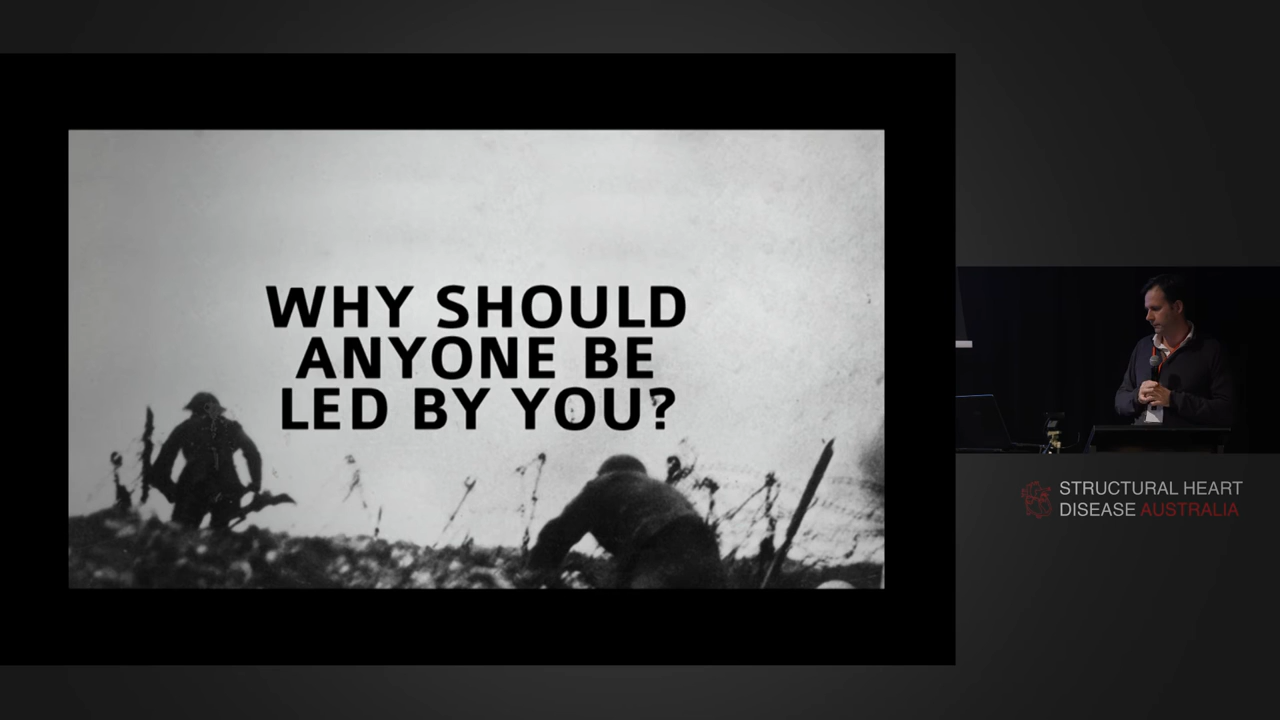 WHY SHOULD
ANYONE BE
LED BY YOU?
STRUCTURAL HEART
DISEASE AUSTRALIA